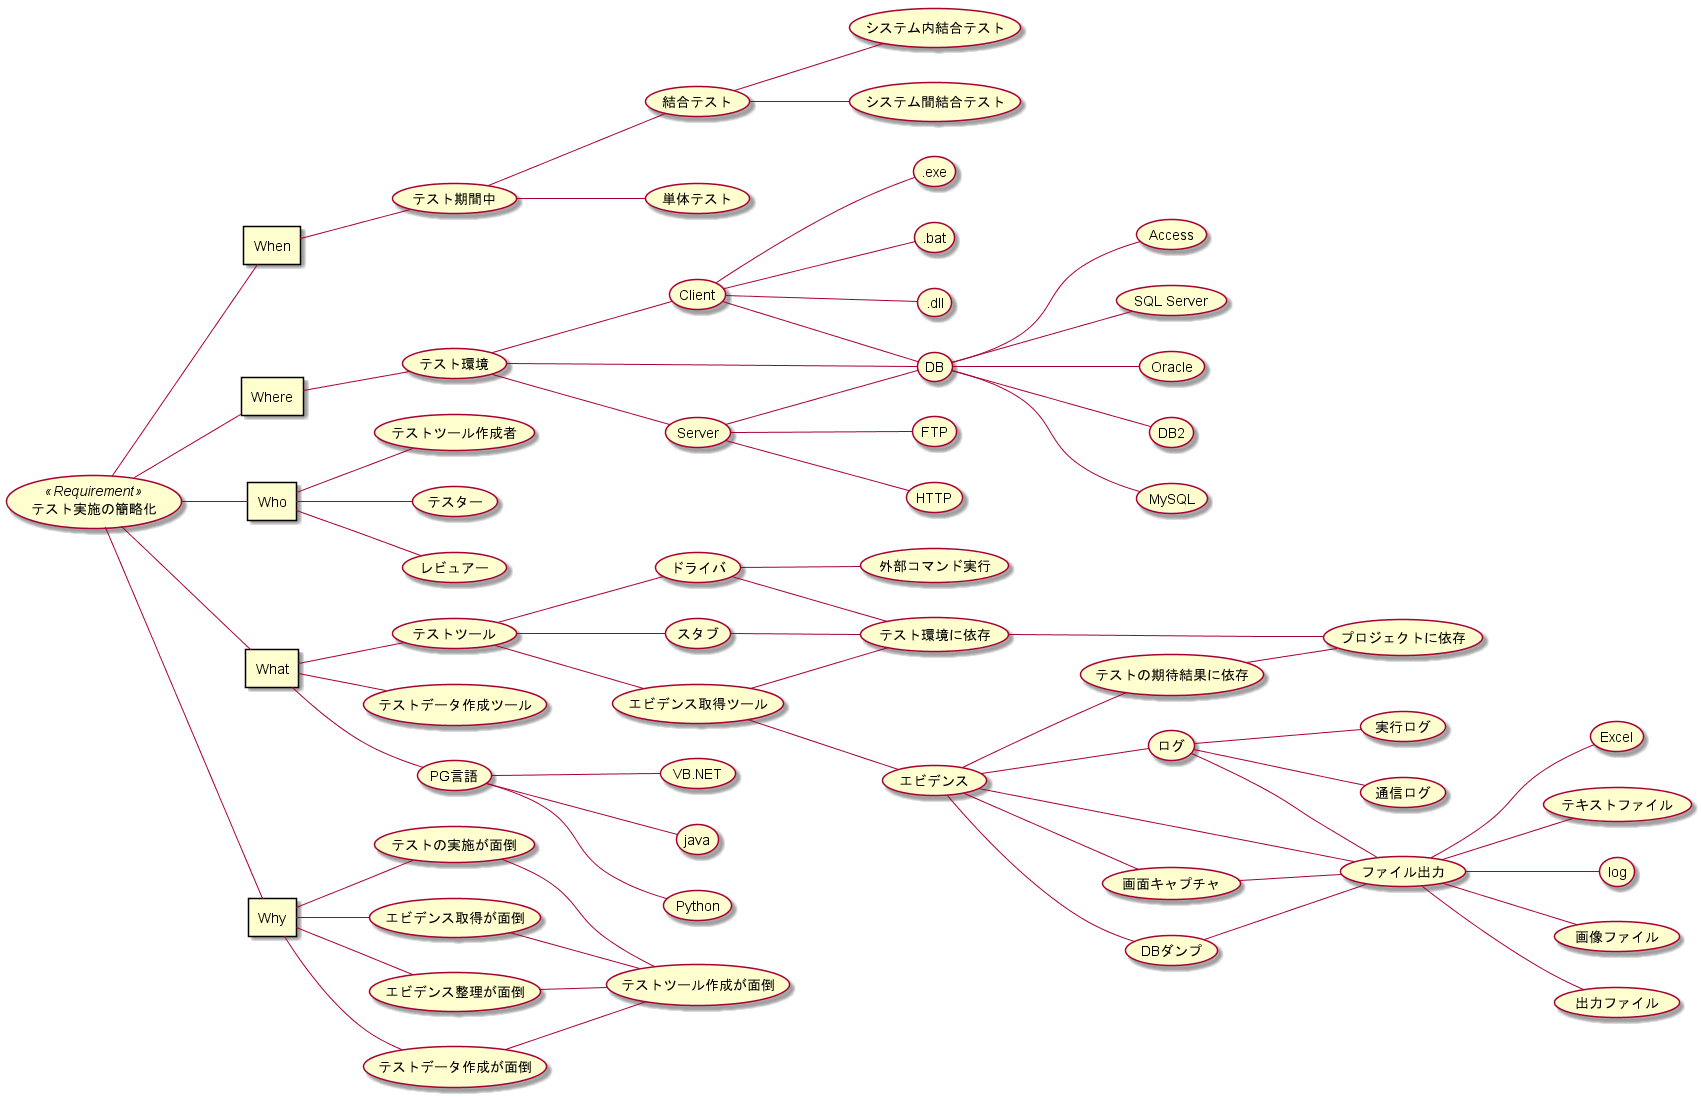 システム内結合テスト
結合テスト
システム間結合テスト
.exe
テスト期間中
単体テスト
When
.bat
Access
Client
.dll
SQL Server
テスト環境
DB
Oracle
Where
テストツール作成者
Server
FTP
DB2
«Requirement»
テスト実施の簡略化
Who
テスター
HTTP
MySQL
レビュアー
ドライバ
外部コマンド実行
テストツール
スタブ
テスト環境に依存
プロジェクトに依存
What
テストの期待結果に依存
テストデータ作成ツール
エビデンス取得ツール
実行ログ
ログ
Excel
PG言語
VB.NET
エビデンス
通信ログ
テキストファイル
テストの実施が面倒
java
ファイル出力
log
画面キャプチャ
Why
エビデンス取得が面倒
Python
画像ファイル
DBダンプ
エビデンス整理が面倒
テストツール作成が面倒
出力ファイル
テストデータ作成が面倒